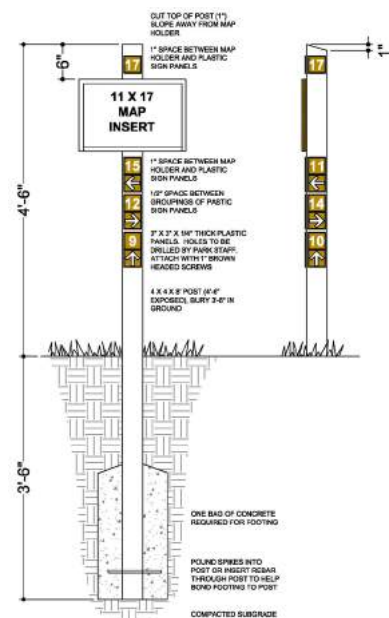 CUT TOP OF POST (1")
SLOPE AWAY FROM MAP
HOLDER
6"
17
1" SPACE BETWEEN MAP
HOLDER AND PLASTIC
SIGN PANELS
17
1"
11 X 17
MAP
INSERT
4'-6"
15
1" SPACE BETWEEN MAP
HOLDER AND PLASTIC
SIGN PANELS
11
12
1/2" SPACE BETWEEN
GROUPINGS OF PASTIC
SIGN PANELS
14
9
3" X 3" X 1/4" THICK PLASTIC
PANELS. HOLES TO BE
DRILLED BY PARK STAFF.
ATTACH WITH 1" BROWN
HEADED SCREWS
10
4 X 4 X 8' POST (4'-6"
EXPOSED), BURY 3'-6" IN
GROUND
3'-6"
ONE BAG OF CONCRETE
REQUIRED FOR FOOTING
POUND SPIKES INTO
POST OR INSERT REBAR
THROUGH POST TO HELP
BOND FOOTING TO POST
COMPACTED SUBGRADE